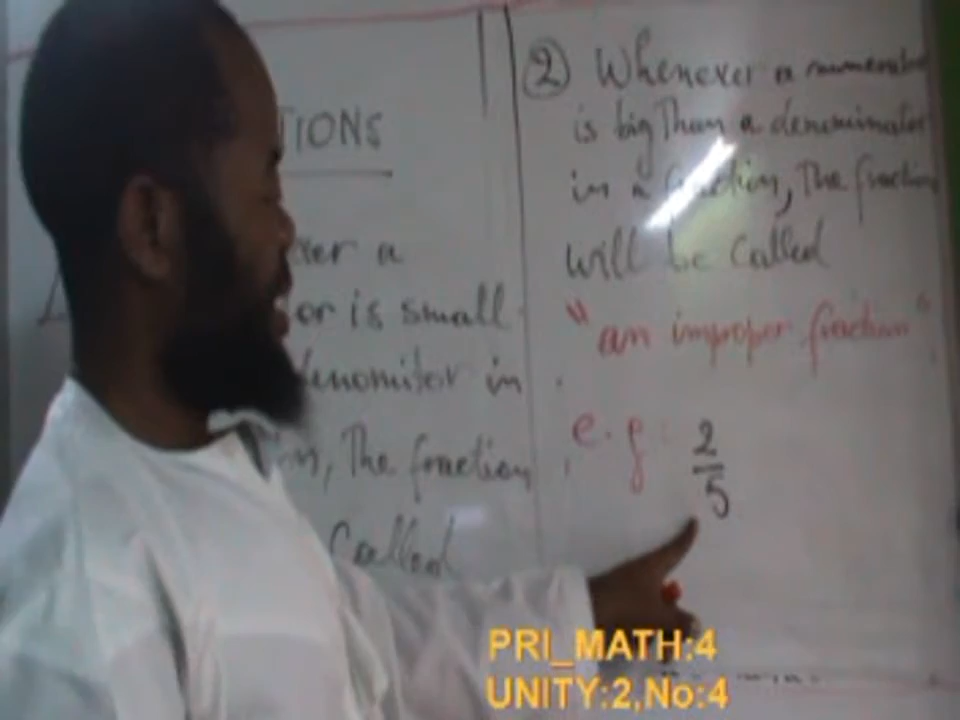 TIONS
er a
or is small
denomitor in
, The fraction
Called
2 Whenever a numerator
is big Than a denominator
in a fraction, The fraction
will be Called
"an improper fraction"
e.g: 2
5
PRI_MATH:4
UNITY:2,No:4